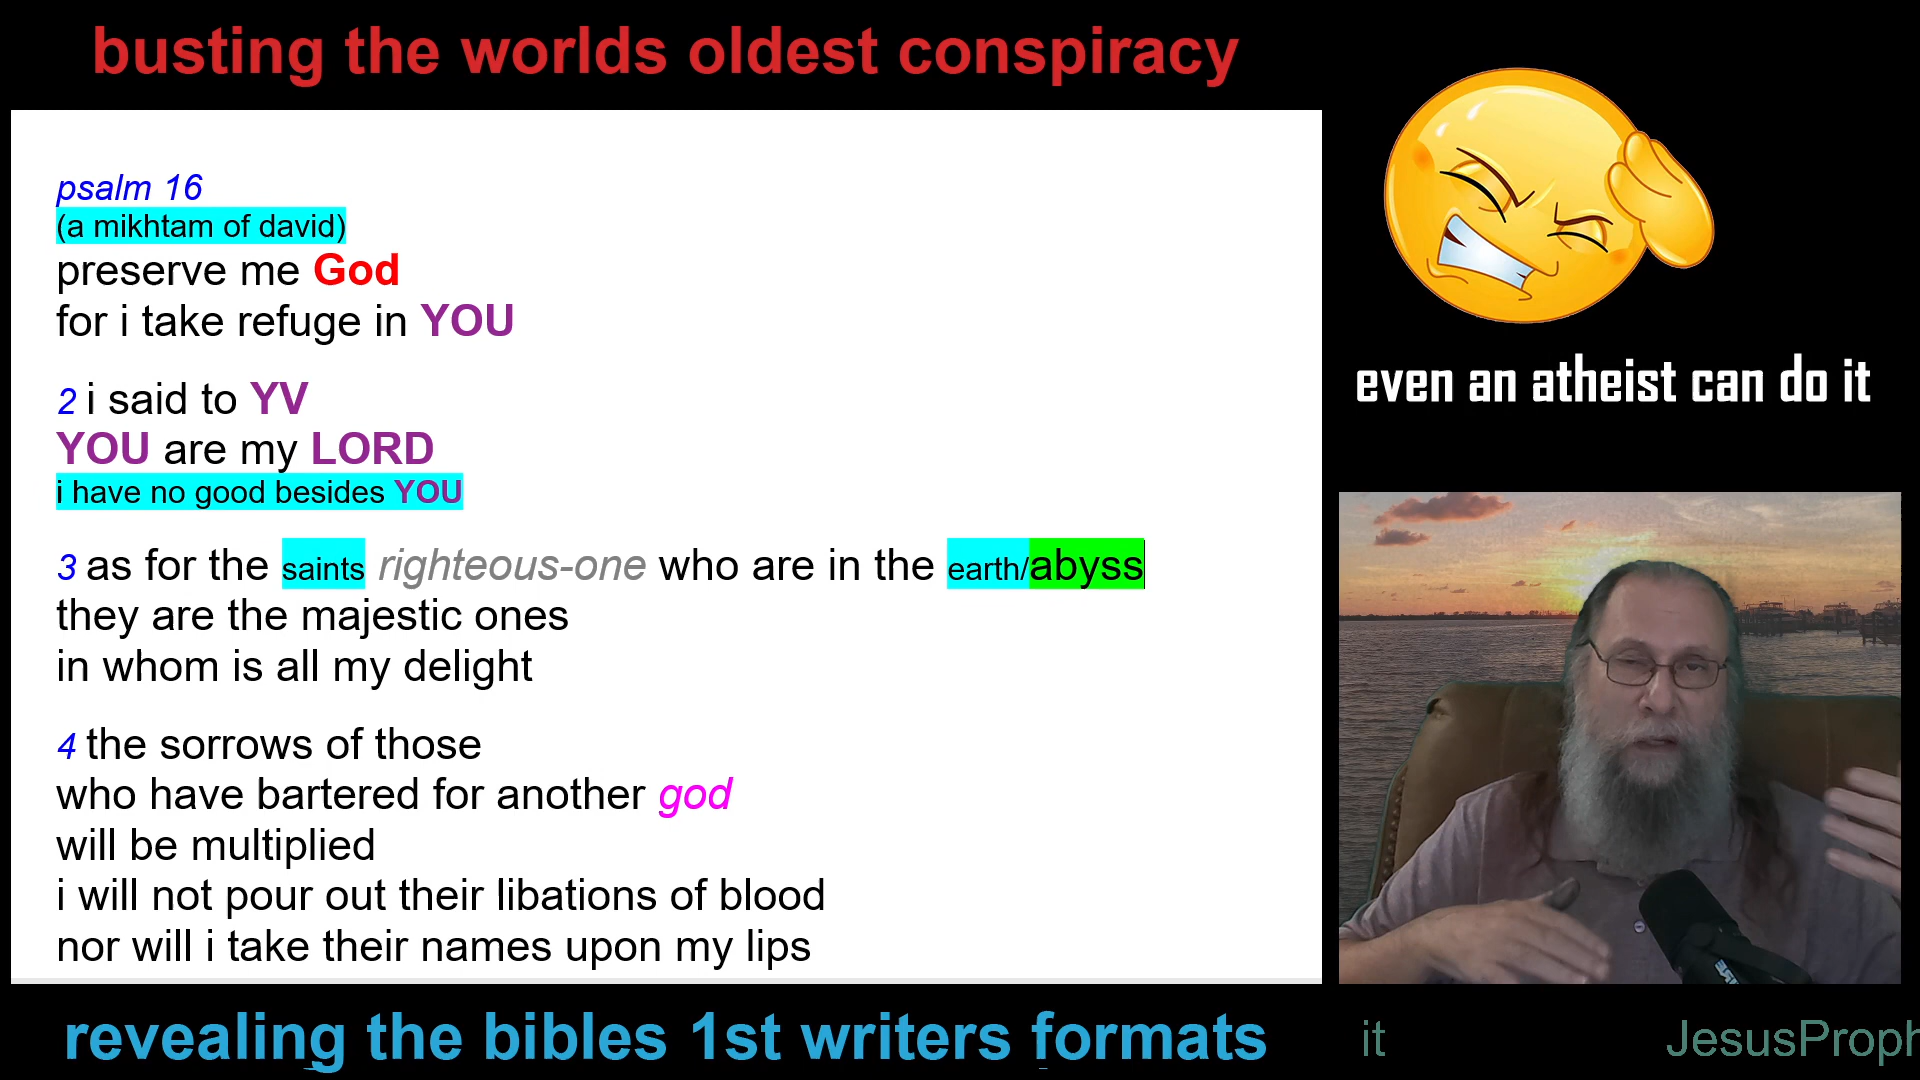 busting the worlds oldest conspiracy
psalm 16
(a mikhtam of david)
preserve me God
for i take refuge in YOU
2 i said to YV
YOU are my LORD
i have no good besides YOU
3 as for the saints righteous-one who are in the earth/abyss
they are the majestic ones
in whom is all my delight
4 the sorrows of those
who have bartered for another god
will be multiplied
i will not pour out their libations of blood
nor will i take their names upon my lips
even an atheist can do it
revealing the bibles 1st writers formats
it JesusProph